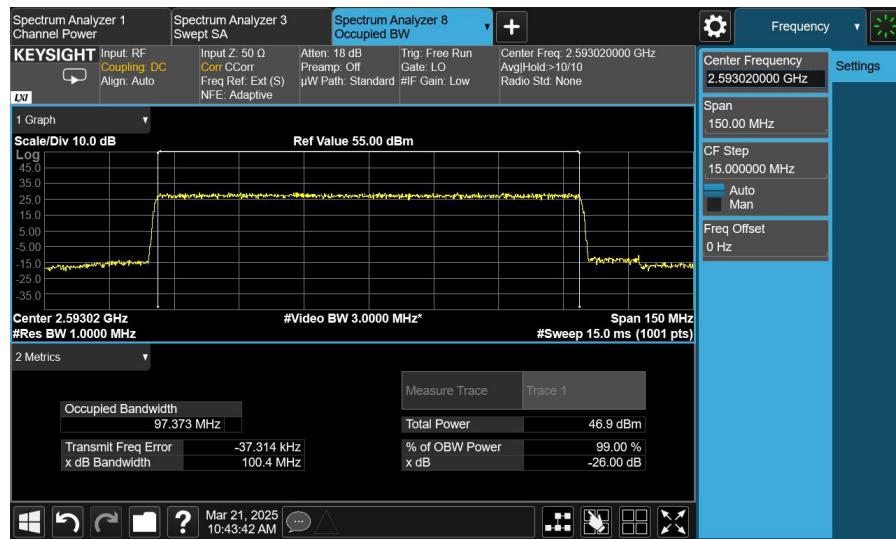 Spectrum Analyzer 1
Channel Power
Spectrum Analyzer 3
Swept SA
Spectrum Analyzer 8
Occupied BW
Frequency
KEYSIGHT
LXI
Input: RF
Coupling: DC
Align: Auto
Input Z: 50 Ω
Corr CCorr
Freq Ref: Ext (S)
NFE: Adaptive
Atten: 18 dB
Preamp: Off
µW Path: Standard
Trig: Free Run
Gate: LO
#IF Gain: Low
Center Freq: 2.593020000 GHz
Avg|Hold:>10/10
Radio Std: None
Center Frequency
2.593020000 GHz
Settings
Span
150.00 MHz
CF Step
15.000000 MHz
Auto
Man
Freq Offset
0 Hz
1 Graph
Scale/Div 10.0 dB
Ref Value 55.00 dBm
Log
45.0
35.0
25.0
15.0
5.00
-5.00
-15.0
-25.0
-35.0
Center 2.59302 GHz
#Video BW 3.0000 MHz*
Span 150 MHz
#Res BW 1.0000 MHz
#Sweep 15.0 ms (1001 pts)
2 Metrics
Measure Trace
Trace 1
Occupied Bandwidth
97.373 MHz
Total Power
46.9 dBm
Transmit Freq Error
-37.314 kHz
% of OBW Power
99.00 %
x dB Bandwidth
100.4 MHz
x dB
-26.00 dB
?
Mar 21, 2025
10:43:42 AM